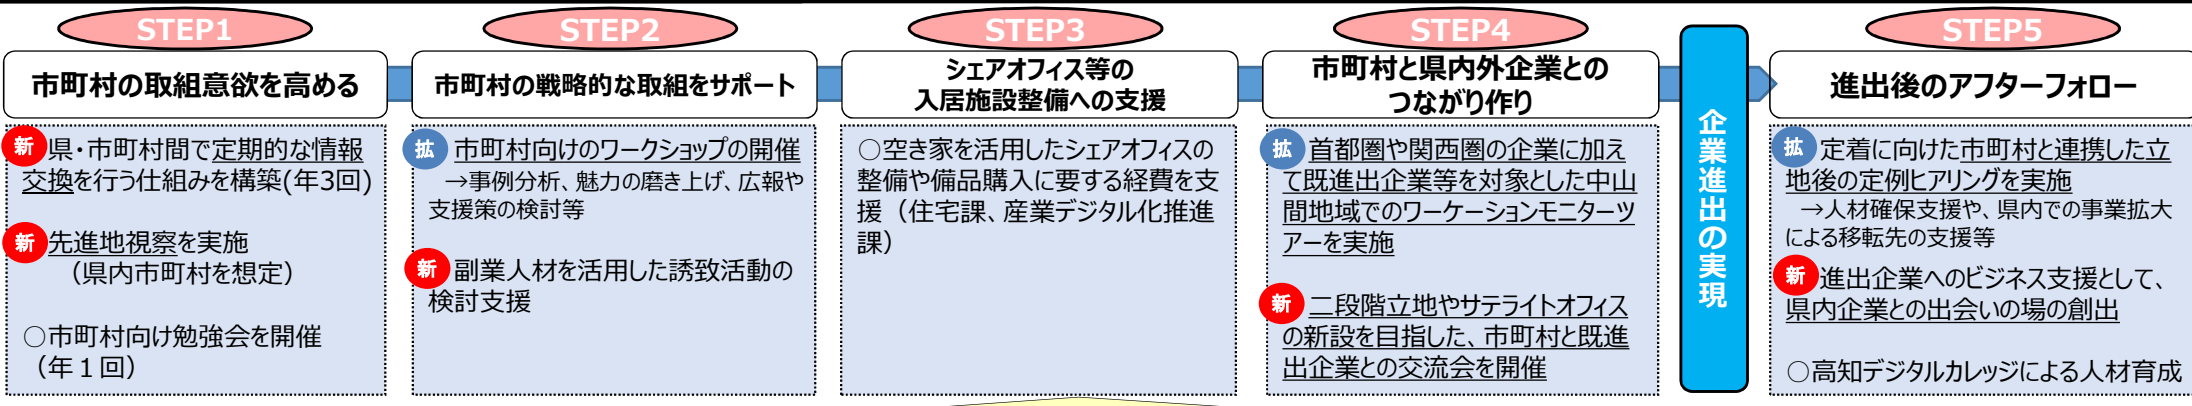 STEP1
市町村の取組意欲を高める
新 県・市町村間で定期的な情報
交換を行う仕組みを構築(年3回)
新 先進地視察を実施
（県内市町村を想定）
○市町村向け勉強会を開催
（年１回）
STEP2
市町村の戦略的な取組をサポート
拡 市町村向けのワークショップの開催
→事例分析、魅力の磨き上げ、広報や
支援策の検討等
新 副業人材を活用した誘致活動の
検討支援
STEP3
シェアオフィス等の
入居施設整備への支援
○空き家を活用したシェアオフィスの
整備や備品購入に要する経費を支
援（住宅課、産業デジタル化推進
課）
STEP4
市町村と県内外企業との
つながり作り
拡 首都圏や関西圏の企業に加え
て既進出企業等を対象とした中山
間地域でのワーケーションモニターツ
アーを実施
新 二段階立地やサテライトオフィス
の新設を目指した、市町村と既進
出企業との交流会を開催
企業進出の実現
STEP5
進出後のアフターフォロー
拡 定着に向けた市町村と連携した立
地後の定例ヒアリングを実施
→人材確保支援や、県内での事業拡大
による移転先の支援等
新 進出企業へのビジネス支援として、
県内企業との出会いの場の創出
○高知デジタルカレッジによる人材育成